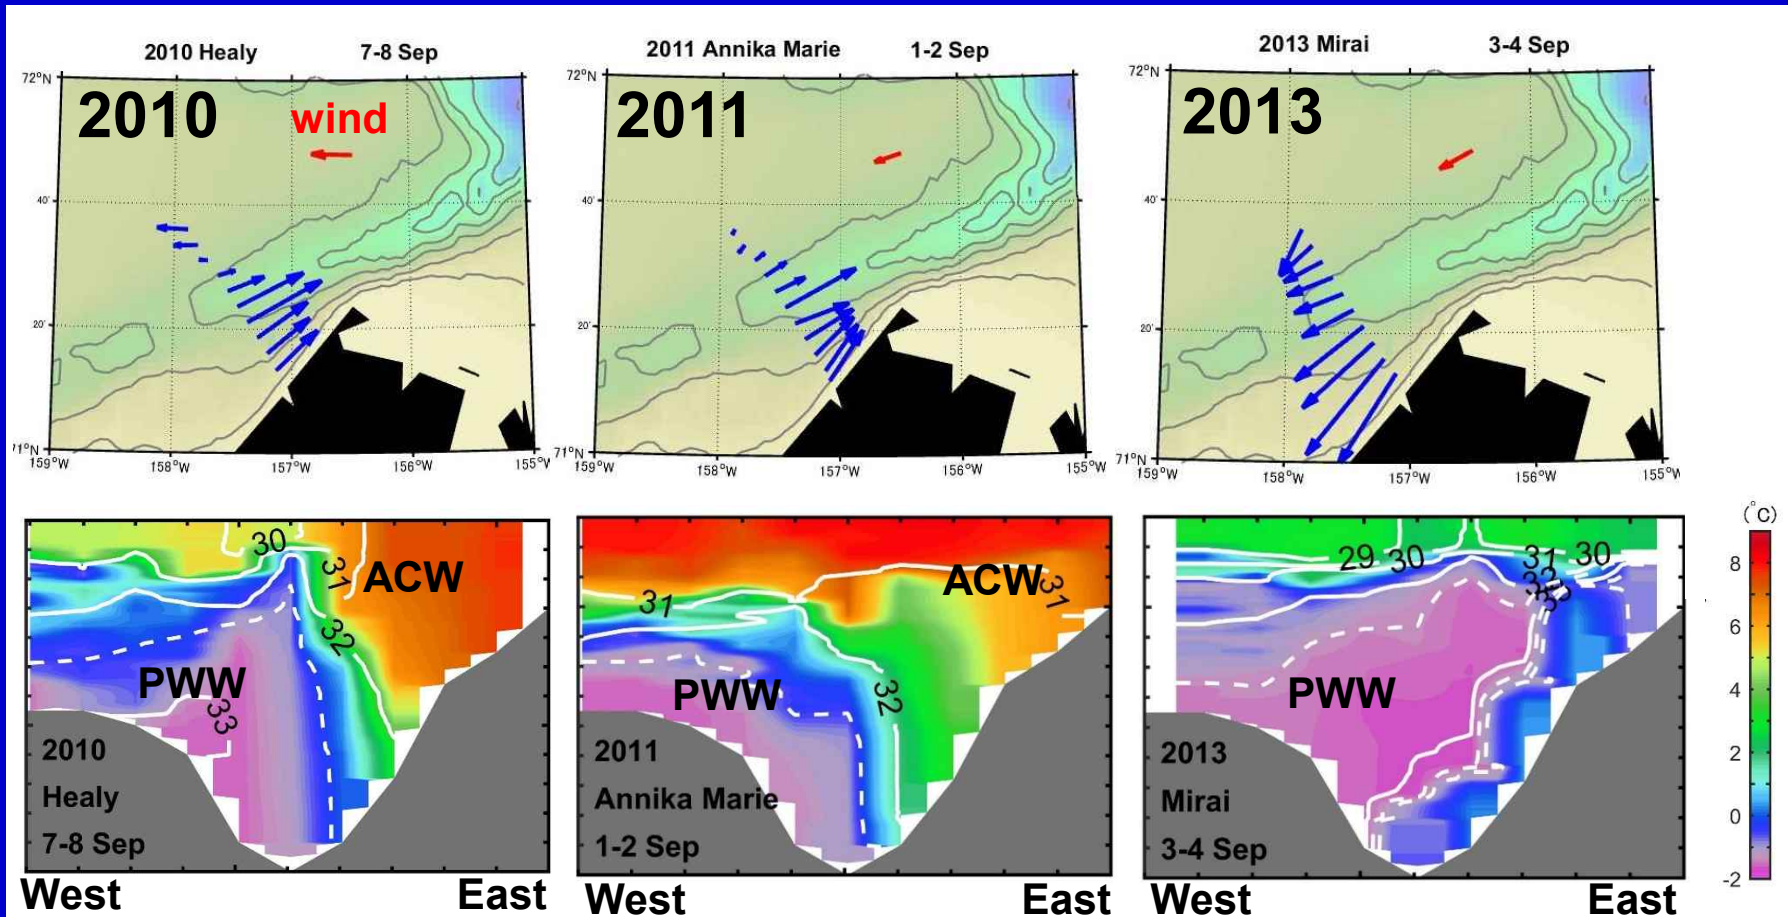 2010 Healy 7-8 Sep
2010
wind
72°N
40'
20'
71°N
159°W 158°W 157°W 156°W 155°W
2011 Annika Marie 1-2 Sep
2011
72°N
40'
20'
71°N
159°W 158°W 157°W 156°W 155°W
2013 Mirai 3-4 Sep
2013
72°N
40'
20'
71°N
159°W 158°W 157°W 156°W 155°W
30
31
ACW
32
PWW
33
2010
Healy
7-8 Sep
West East
31
ACW
31
PWW
32
2011
Annika Marie
1-2 Sep
West East
29 30 31 30
32
33
PWW
2013
Mirai
3-4 Sep
West East
(°C)
8
6
4
2
0
-2